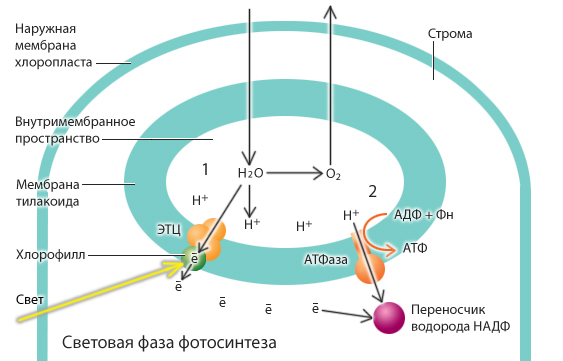 Наружная
мембрана
хлоропласта
Строма
Внутримембранное
пространство
1
H2O
O2
2
Мембрана
тилакоида
H+
H+
H+
H+
АДФ + Фн
ЭТЦ
АТФ
Хлорофилл
ē
АТФаза
ē
Свет
ē
ē
ē
Переносчик
водорода НАДФ
Световая фаза фотосинтеза